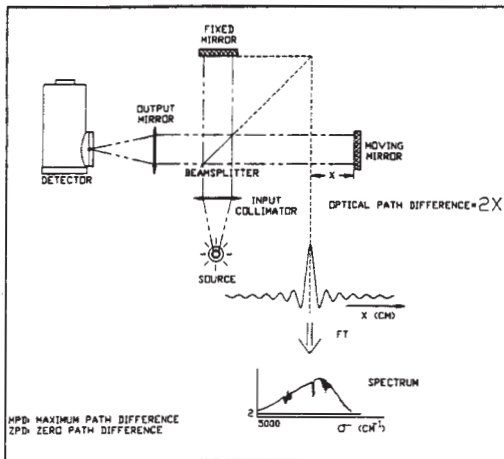 FIXED
MIRROR
OUTPUT
MIRROR
MOVING
MIRROR
DETECTOR
BEAMSPLITTER
X
INPUT
COLLIMATOR
OPTICAL PATH DIFFERENCE=2X
SOURCE
X (CM)
FT
SPECTRUM
2
5000
σ (CM-1)
MPD: MAXIMUM PATH DIFFERENCE
ZPD: ZERO PATH DIFFERENCE